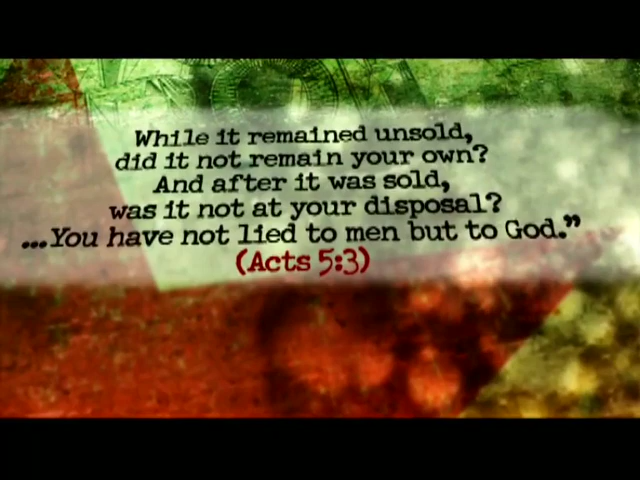 While it remained unsold,
did it not remain your own?
And after it was sold,
was it not at your disposal?
...You have not lied to men but to God.”
(Acts 5:3)